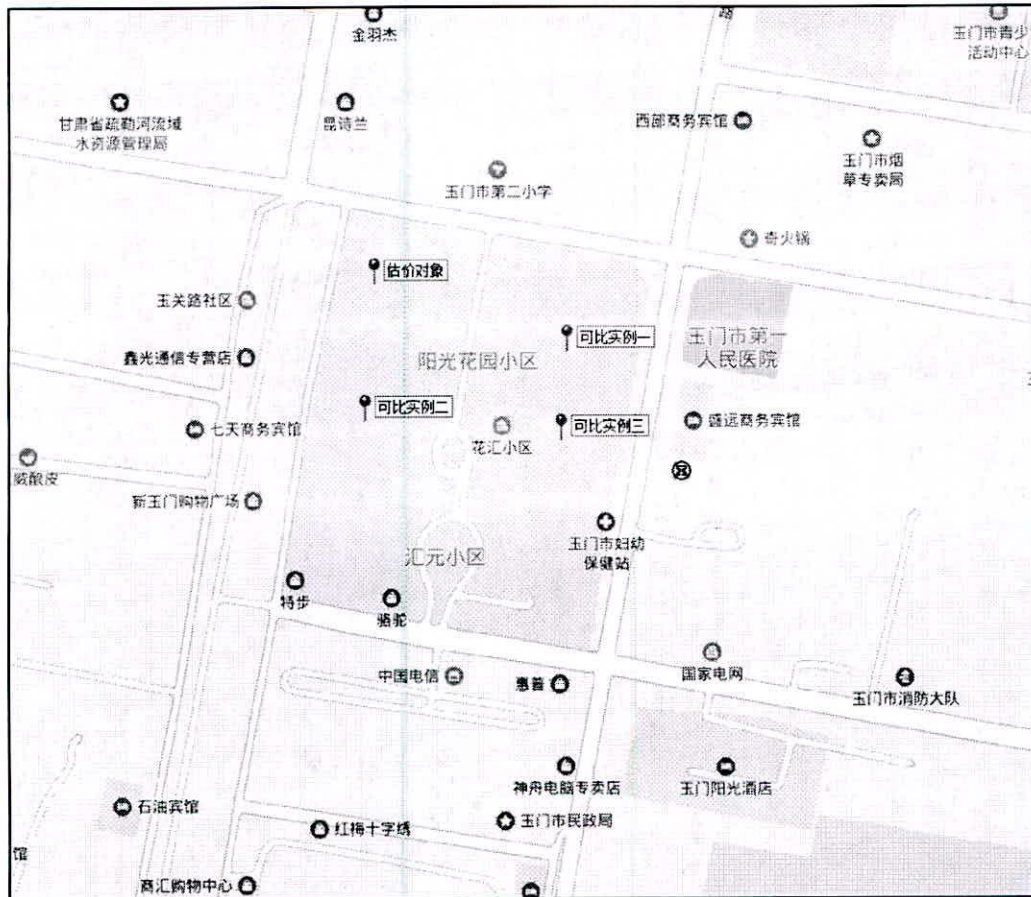 金羽杰
路
玉门市青少
活动中心
甘肃省疏勒河流域
水资源管理局
昆诗兰
西部商务宾馆
玉门市烟
草专卖局
玉门市第二小学
奇火锅
估价对象
玉关路社区
可比实例一
玉门市第一
人民医院
鑫光通信专营店
阳光花园小区
可比实例二
七天商务宾馆
花汇小区
可比实例三
盛远商务宾馆
威酿皮
新玉门购物广场
玉门市妇幼
保健站
汇元小区
特步
骆驼
中国电信
惠普
国家电网
玉门市消防大队
神舟电脑专卖店
玉门阳光酒店
石油宾馆
红梅十字绣
玉门市民政局
馆
商汇购物中心